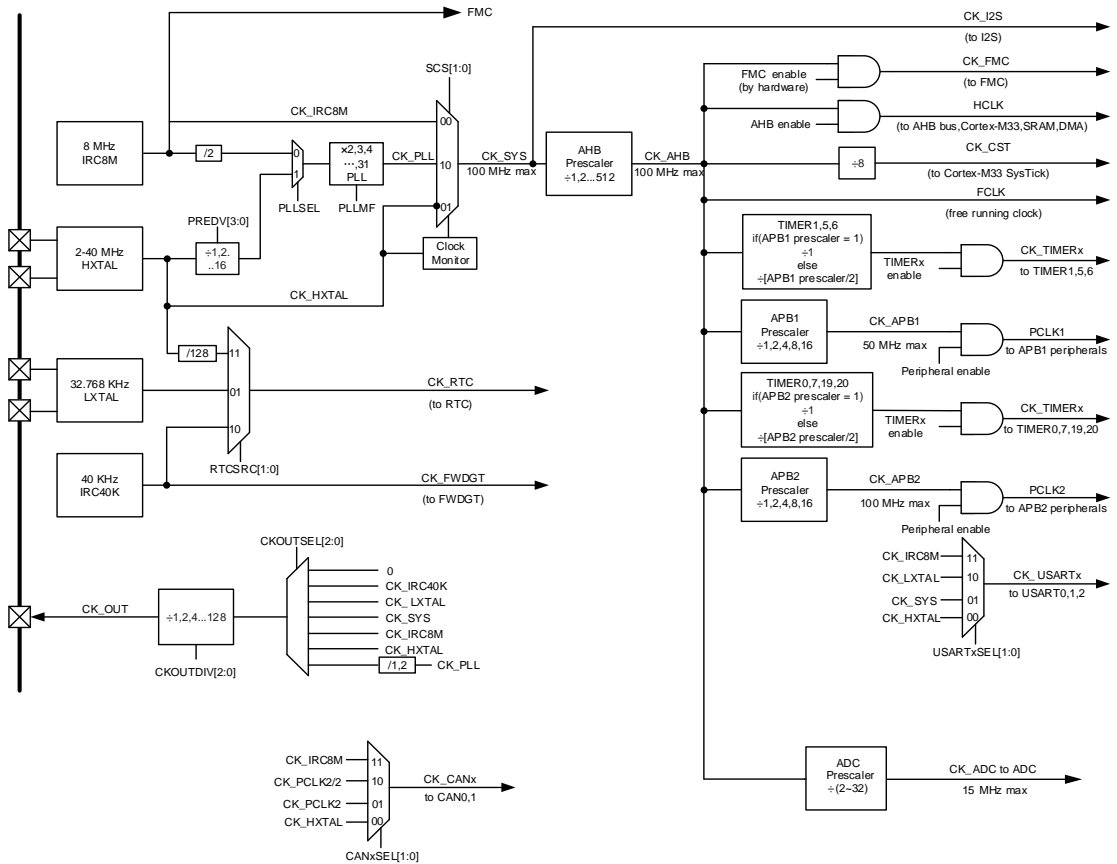 FMC
SCS[1:0]
CK_IRC8M
00
8 MHz
IRC8M
/2
0
1
PLLSEL
×2,3,4
…,31
PLL
PLLMF
CK_PLL
10
01
CK_SYS
100 MHz max
Clock
Monitor
2-40 MHz
HXTAL
PREDV[3:0]
÷1,2.
..16
CK_HXTAL
/128
11
01
10
RTCSRC[1:0]
32.768 KHz
LXTAL
CK_RTC
(to RTC)
40 KHz
IRC40K
CK_FWDGT
(to FWDGT)
CKOUTSEL[2:0]
0
CK_IRC40K
CK_LXTAL
CK_SYS
CK_IRC8M
CK_HXTAL
/1,2
CK_PLL
CK_OUT
÷1,2,4...128
CKOUTDIV[2:0]
CK_IRC8M
11
CK_PCLK2/2
10
CK_PCLK2
01
CK_HXTAL
00
CANxSEL[1:0]
CK_CANx
to CAN0,1
CK_I2S
(to I2S)
AHB
Prescaler
÷1,2...512
CK_AHB
100 MHz max
FMC enable
(by hardware)
CK_FMC
(to FMC)
AHB enable
HCLK
(to AHB bus,Cortex-M33,SRAM,DMA)
÷8
CK_CST
(to Cortex-M33 SysTick)
FCLK
(free running clock)
TIMER1,5,6
if(APB1 prescaler = 1)
÷1
else
÷[APB1 prescaler/2]
TIMERx
enable
CK_TIMERx
to TIMER1,5,6
APB1
Prescaler
÷1,2,4,8,16
CK_APB1
50 MHz max
Peripheral enable
PCLK1
to APB1 peripherals
TIMER0,7,19,20
if(APB2 prescaler = 1)
÷1
else
÷[APB2 prescaler/2]
TIMERx
enable
CK_TIMERx
to TIMER0,7,19,20
APB2
Prescaler
÷1,2,4,8,16
CK_APB2
100 MHz max
Peripheral enable
PCLK2
to APB2 peripherals
CK_IRC8M
11
CK_LXTAL
10
CK_SYS
01
CK_HXTAL
00
USARTxSEL[1:0]
CK_USARTx
to USART0,1,2
ADC
Prescaler
÷(2~32)
CK_ADC to ADC
15 MHz max